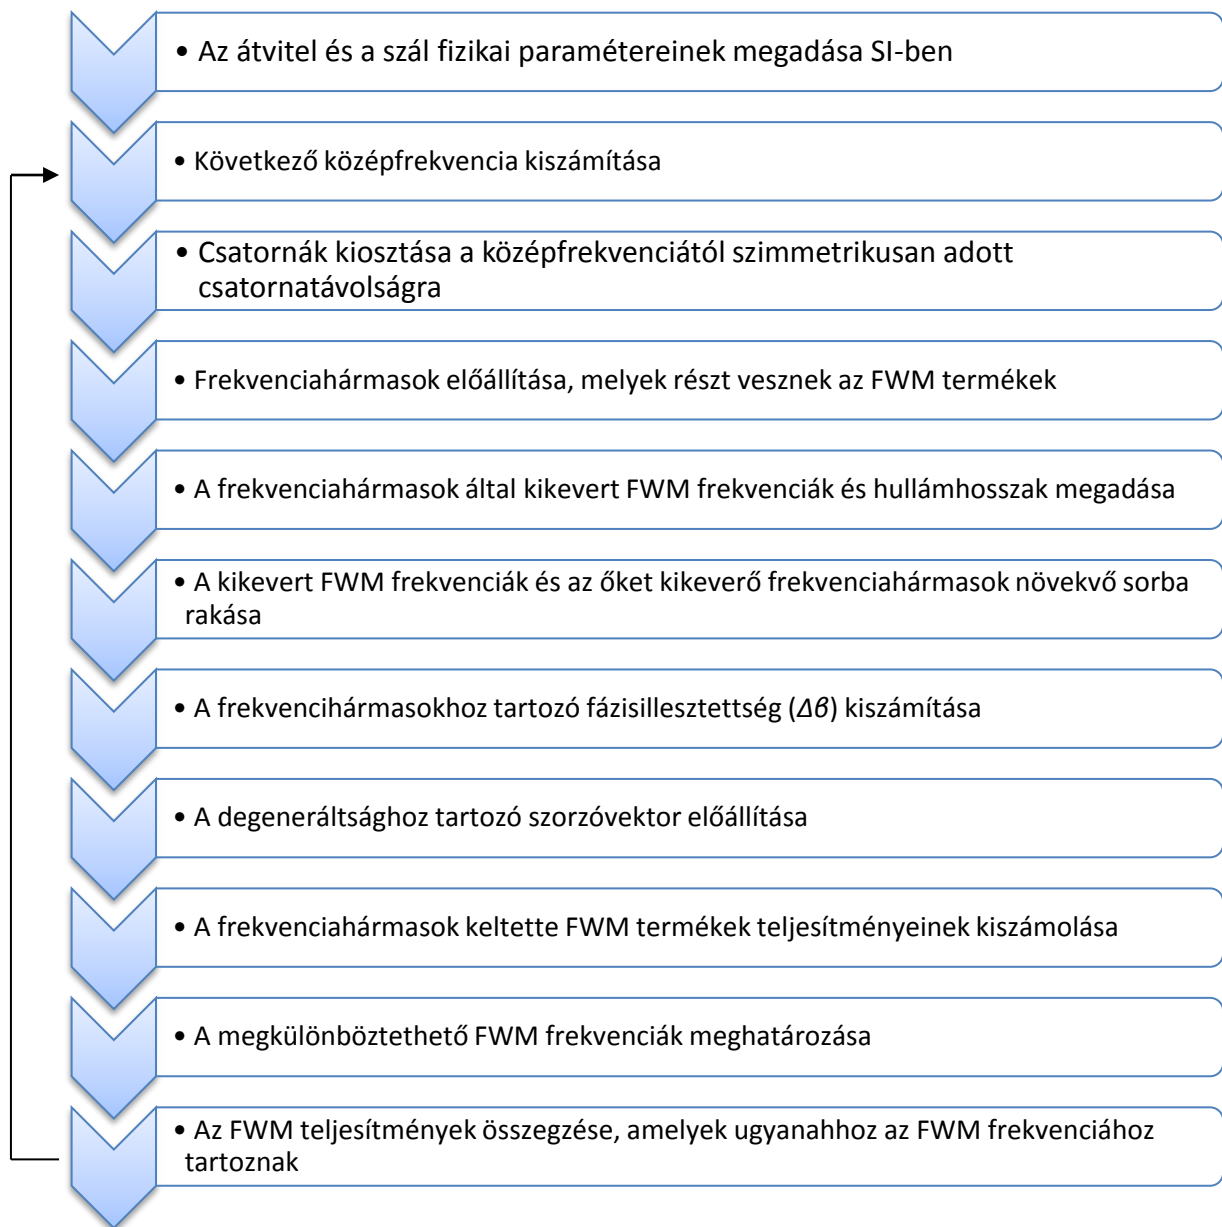 • Az átvitel és a szál fizikai paramétereinek megadása SI-ben
• Következő középfrekvencia kiszámítása
• Csatornák kiosztása a középfrekvenciától szimmetrikusan adott
csatornatávolságra
• Frekvenciahármasok előállítása, melyek részt vesznek az FWM termékek
• A frekvenciahármasok által kikevert FWM frekvenciák és hullámhosszak megadása
• A kikevert FWM frekvenciák és az őket kikeverő frekvenciahármasok növekvő sorba
rakása
• A frekvencihármasokhoz tartozó fázisillesztettség (Δβ) kiszámítása
• A degeneráltsághoz tartozó szorzóvektor előállítása
• A frekvenciahármasok keltette FWM termékek teljesítményeinek kiszámolása
• A megkülönböztethető FWM frekvenciák meghatározása
• Az FWM teljesítmények összegzése, amelyek ugyanahhoz az FWM frekvenciához
tartoznak